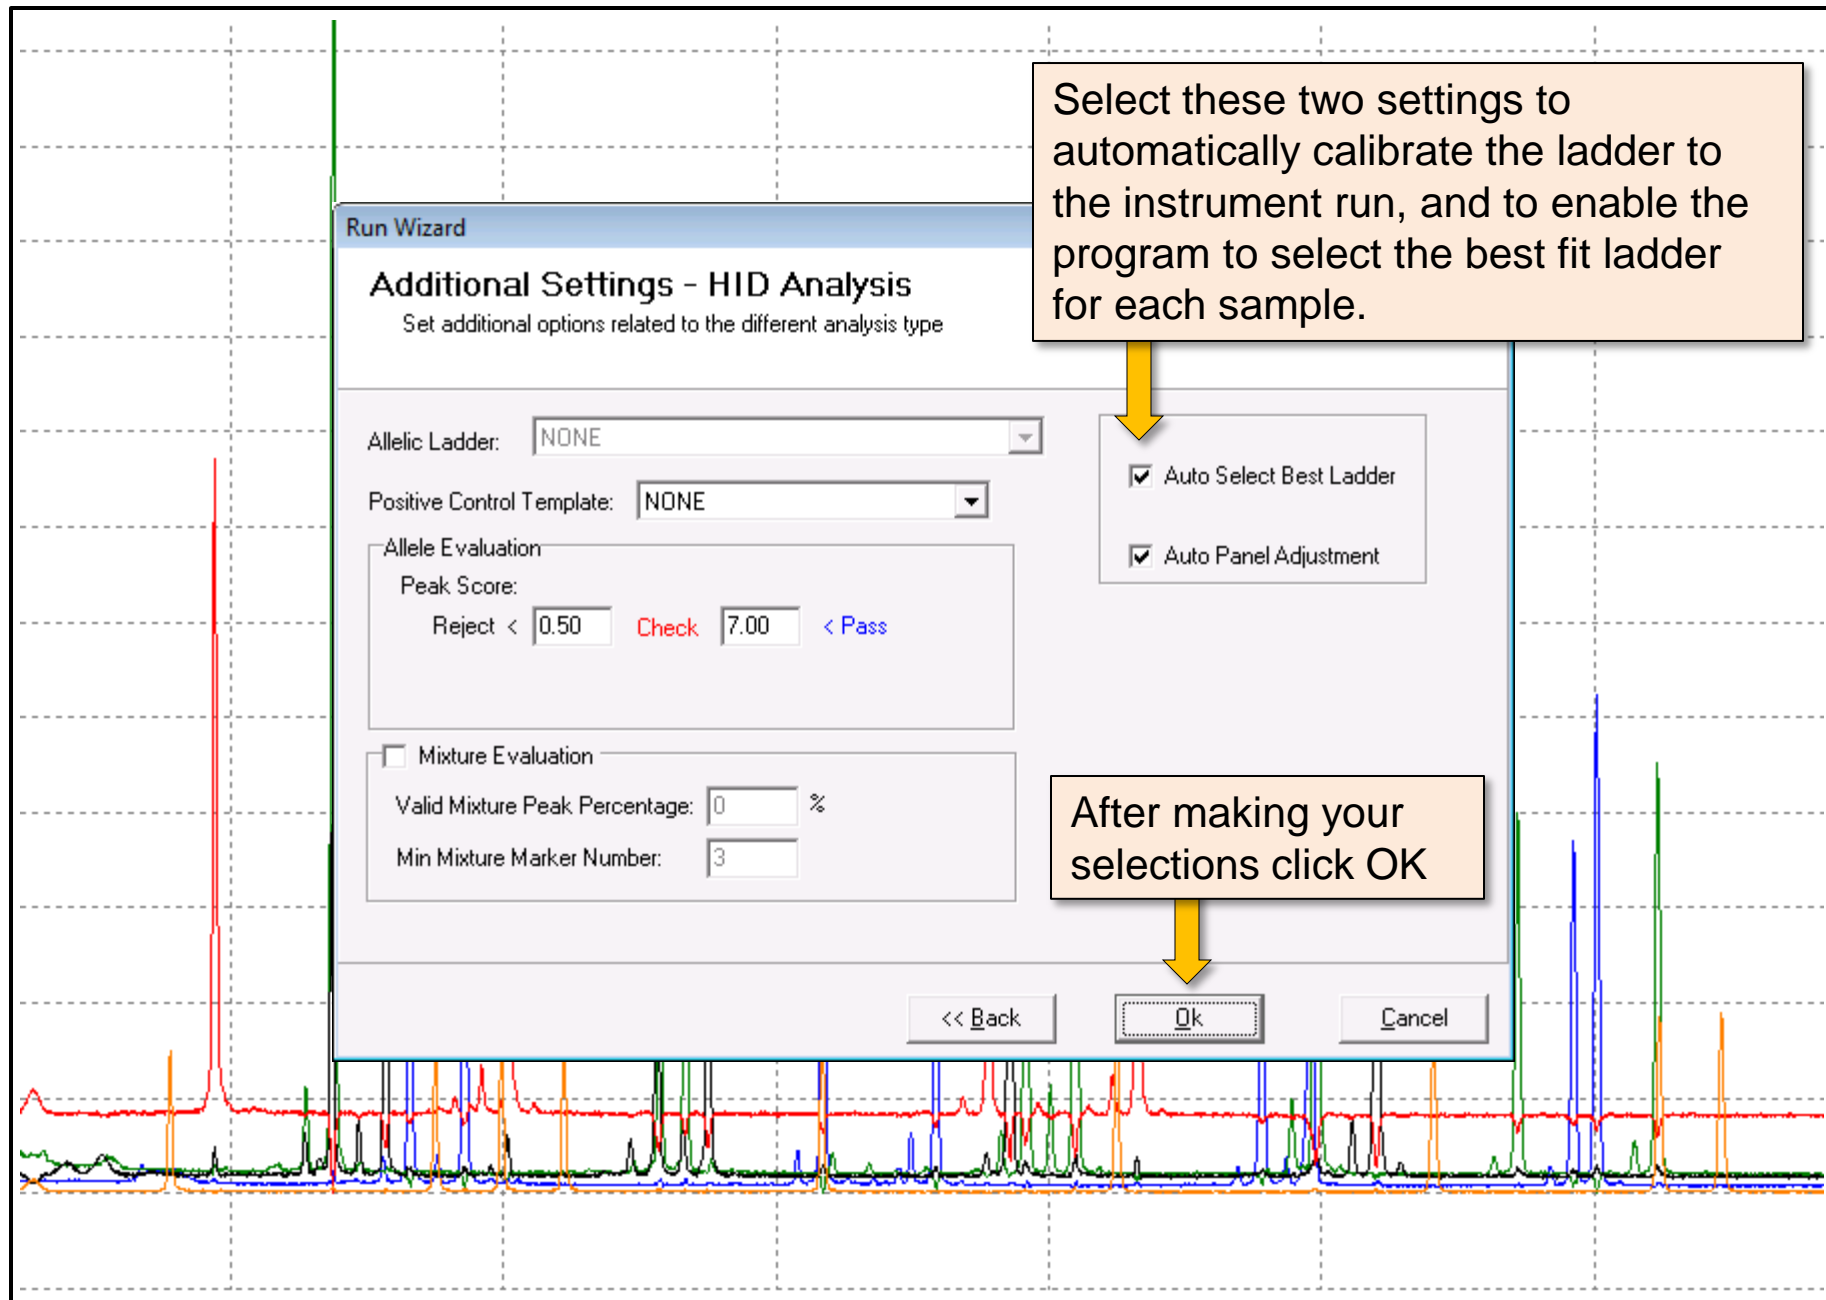 Select these two settings to
automatically calibrate the ladder to
the instrument run, and to enable the
program to select the best fit ladder
for each sample.
Run Wizard
Additional Settings - HID Analysis
Set additional options related to the different analysis type
Allelic Ladder: NONE
Auto Select Best Ladder
Positive Control Template: NONE
Allele Evaluation
Auto Panel Adjustment
Peak Score:
Reject < 0.50 Check 7.00 < Pass
Mixture Evaluation
Valid Mixture Peak Percentage: 0 %
Min Mixture Marker Number: 3
After making your
selections click OK
<< Back Ok Cancel